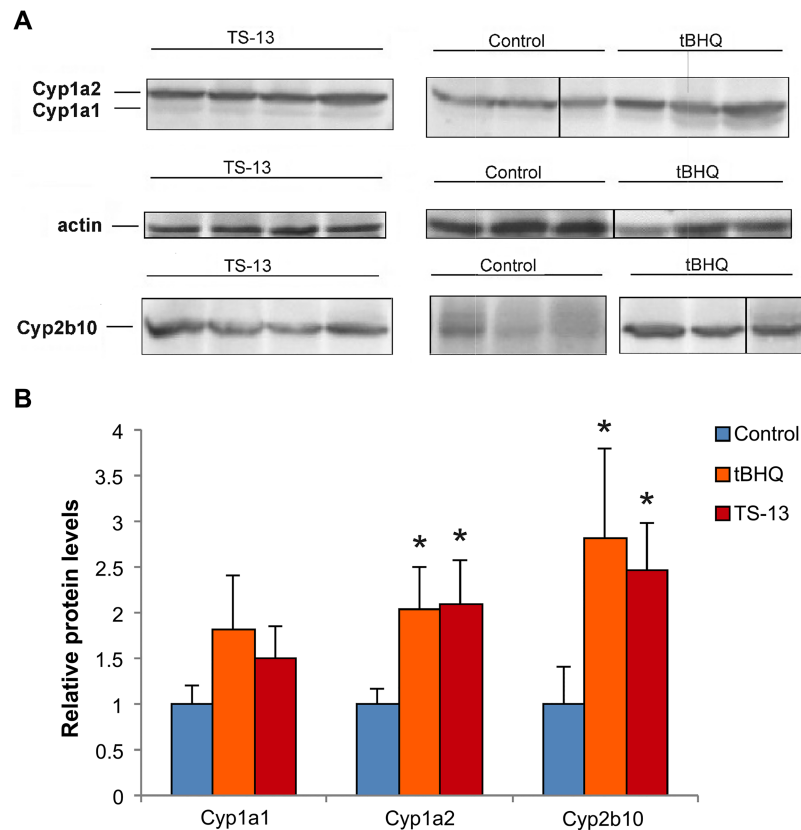 A
TS-13 Control tBHQ
Cyp1a2
Cyp1a1
TS-13 Control tBHQ
actin
TS-13 Control tBHQ
Cyp2b10
B
Relative protein levels
4
3.5
3
2.5
2
1.5
1
0.5
0
* * * *
Cyp1a1 Cyp1a2 Cyp2b10
Control
tBHQ
TS-13